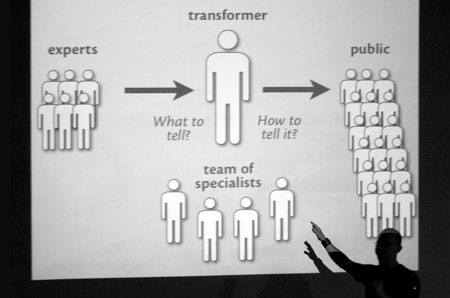 transformer
experts
public
What to
tell?
How to
tell it?
team of
specialists